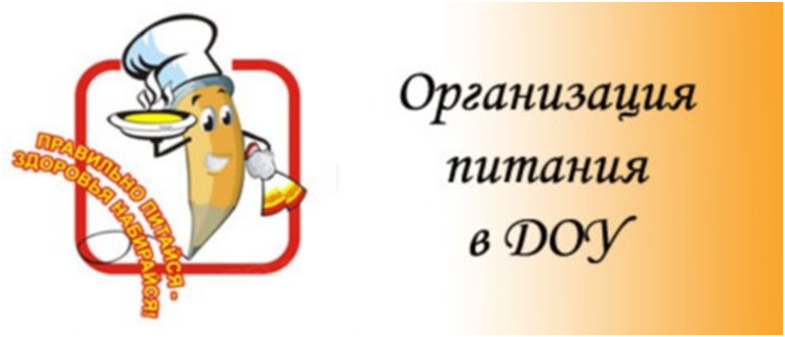 ПРАВИЛЬНО ПИТАЙСЯ -
ЗДОРОВЬЯ НАБИРАЙСЯ!
Организация
питания
в ДОУ